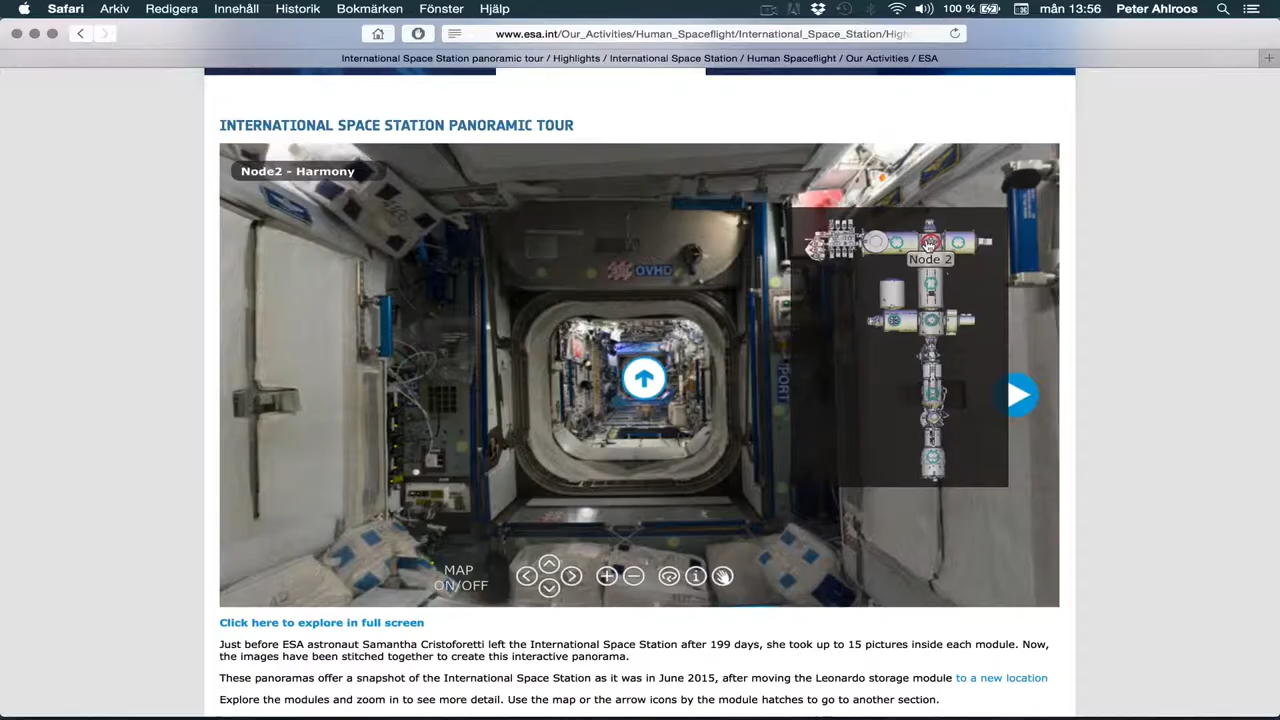 Safari Arkiv Redigera Innehåll Historik Bokmärken Fönster Hjälp 100 % mån 13:56 Peter Ahlroos
www.esa.int/Our_Activities/Human_Spaceflight/International_Space_Station/High
International Space Station panoramic tour / Highlights / International Space Station / Human Spaceflight / Our Activities / ESA
INTERNATIONAL SPACE STATION PANORAMIC TOUR
Node2 - Harmony
Node 2
OVHD
PORT
MAP
ON/OFF
Click here to explore in full screen
Just before ESA astronaut Samantha Cristoforetti left the International Space Station after 199 days, she took up to 15 pictures inside each module. Now,
the images have been stitched together to create this interactive panorama.
These panoramas offer a snapshot of the International Space Station as it was in June 2015, after moving the Leonardo storage module to a new location
Explore the modules and zoom in to see more detail. Use the map or the arrow icons by the module hatches to go to another section.